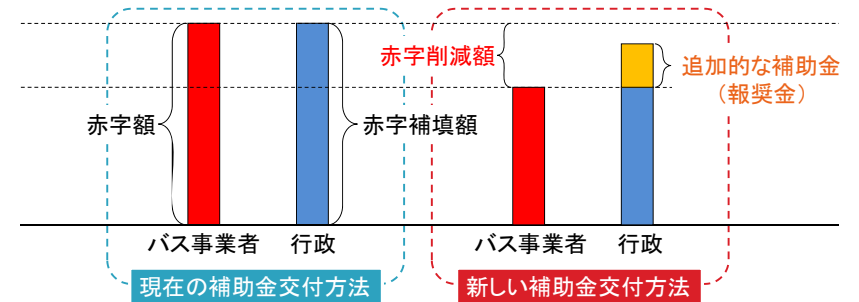 赤字削減額
追加的な補助金
（報奨金）
赤字額
赤字補填額
バス事業者
行政
バス事業者
行政
現在の補助金交付方法
新しい補助金交付方法